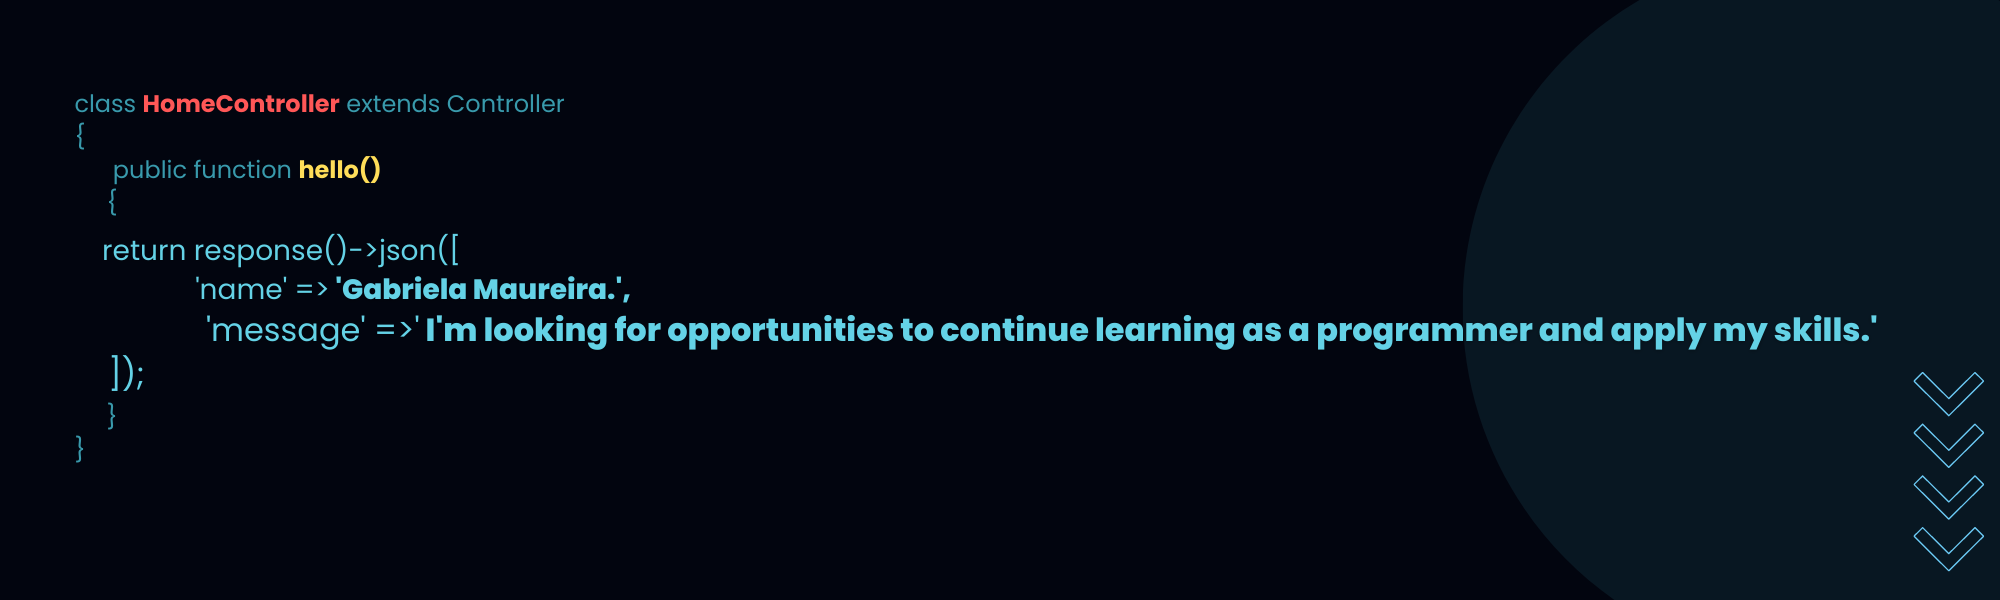 class HomeController extends Controller
{
public function hello()
{
return response()->json([
'name' => 'Gabriela Maureira.',
'message' =>' I'm looking for opportunities to continue learning as a programmer and apply my skills.'
]);
}
}